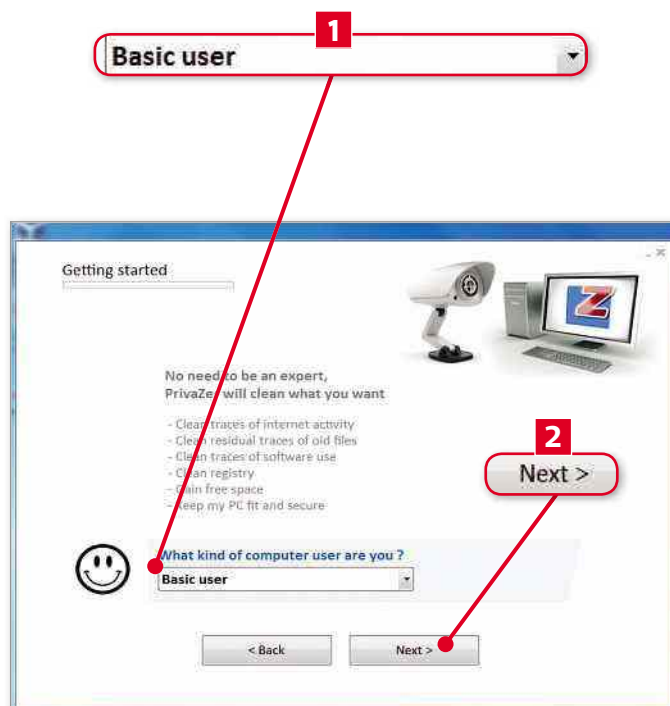 1
Basic user
Getting started
No need to be an expert,
PrivaZer will clean what you want
- Clean traces of internet activity
- Clean residual traces of old files
- Clean traces of software use
- Clean registry
- Gain free space
- Keep my PC fit and secure
2
Next >
What kind of computer user are you ?
Basic user
< Back
Next >
Z